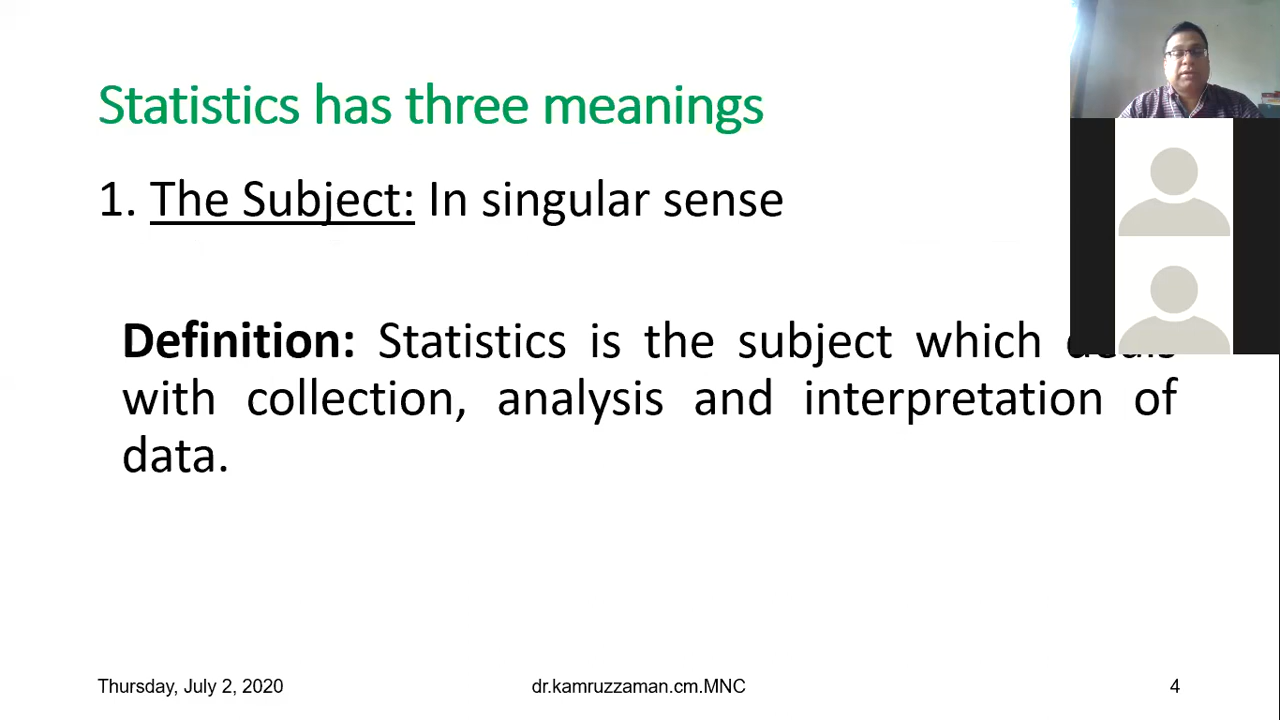 Statistics has three meanings
1. The Subject: In singular sense
Definition: Statistics is the subject which deals
with collection, analysis and interpretation of
data.
Thursday, July 2, 2020
dr.kamruzzaman.cm.MNC
4